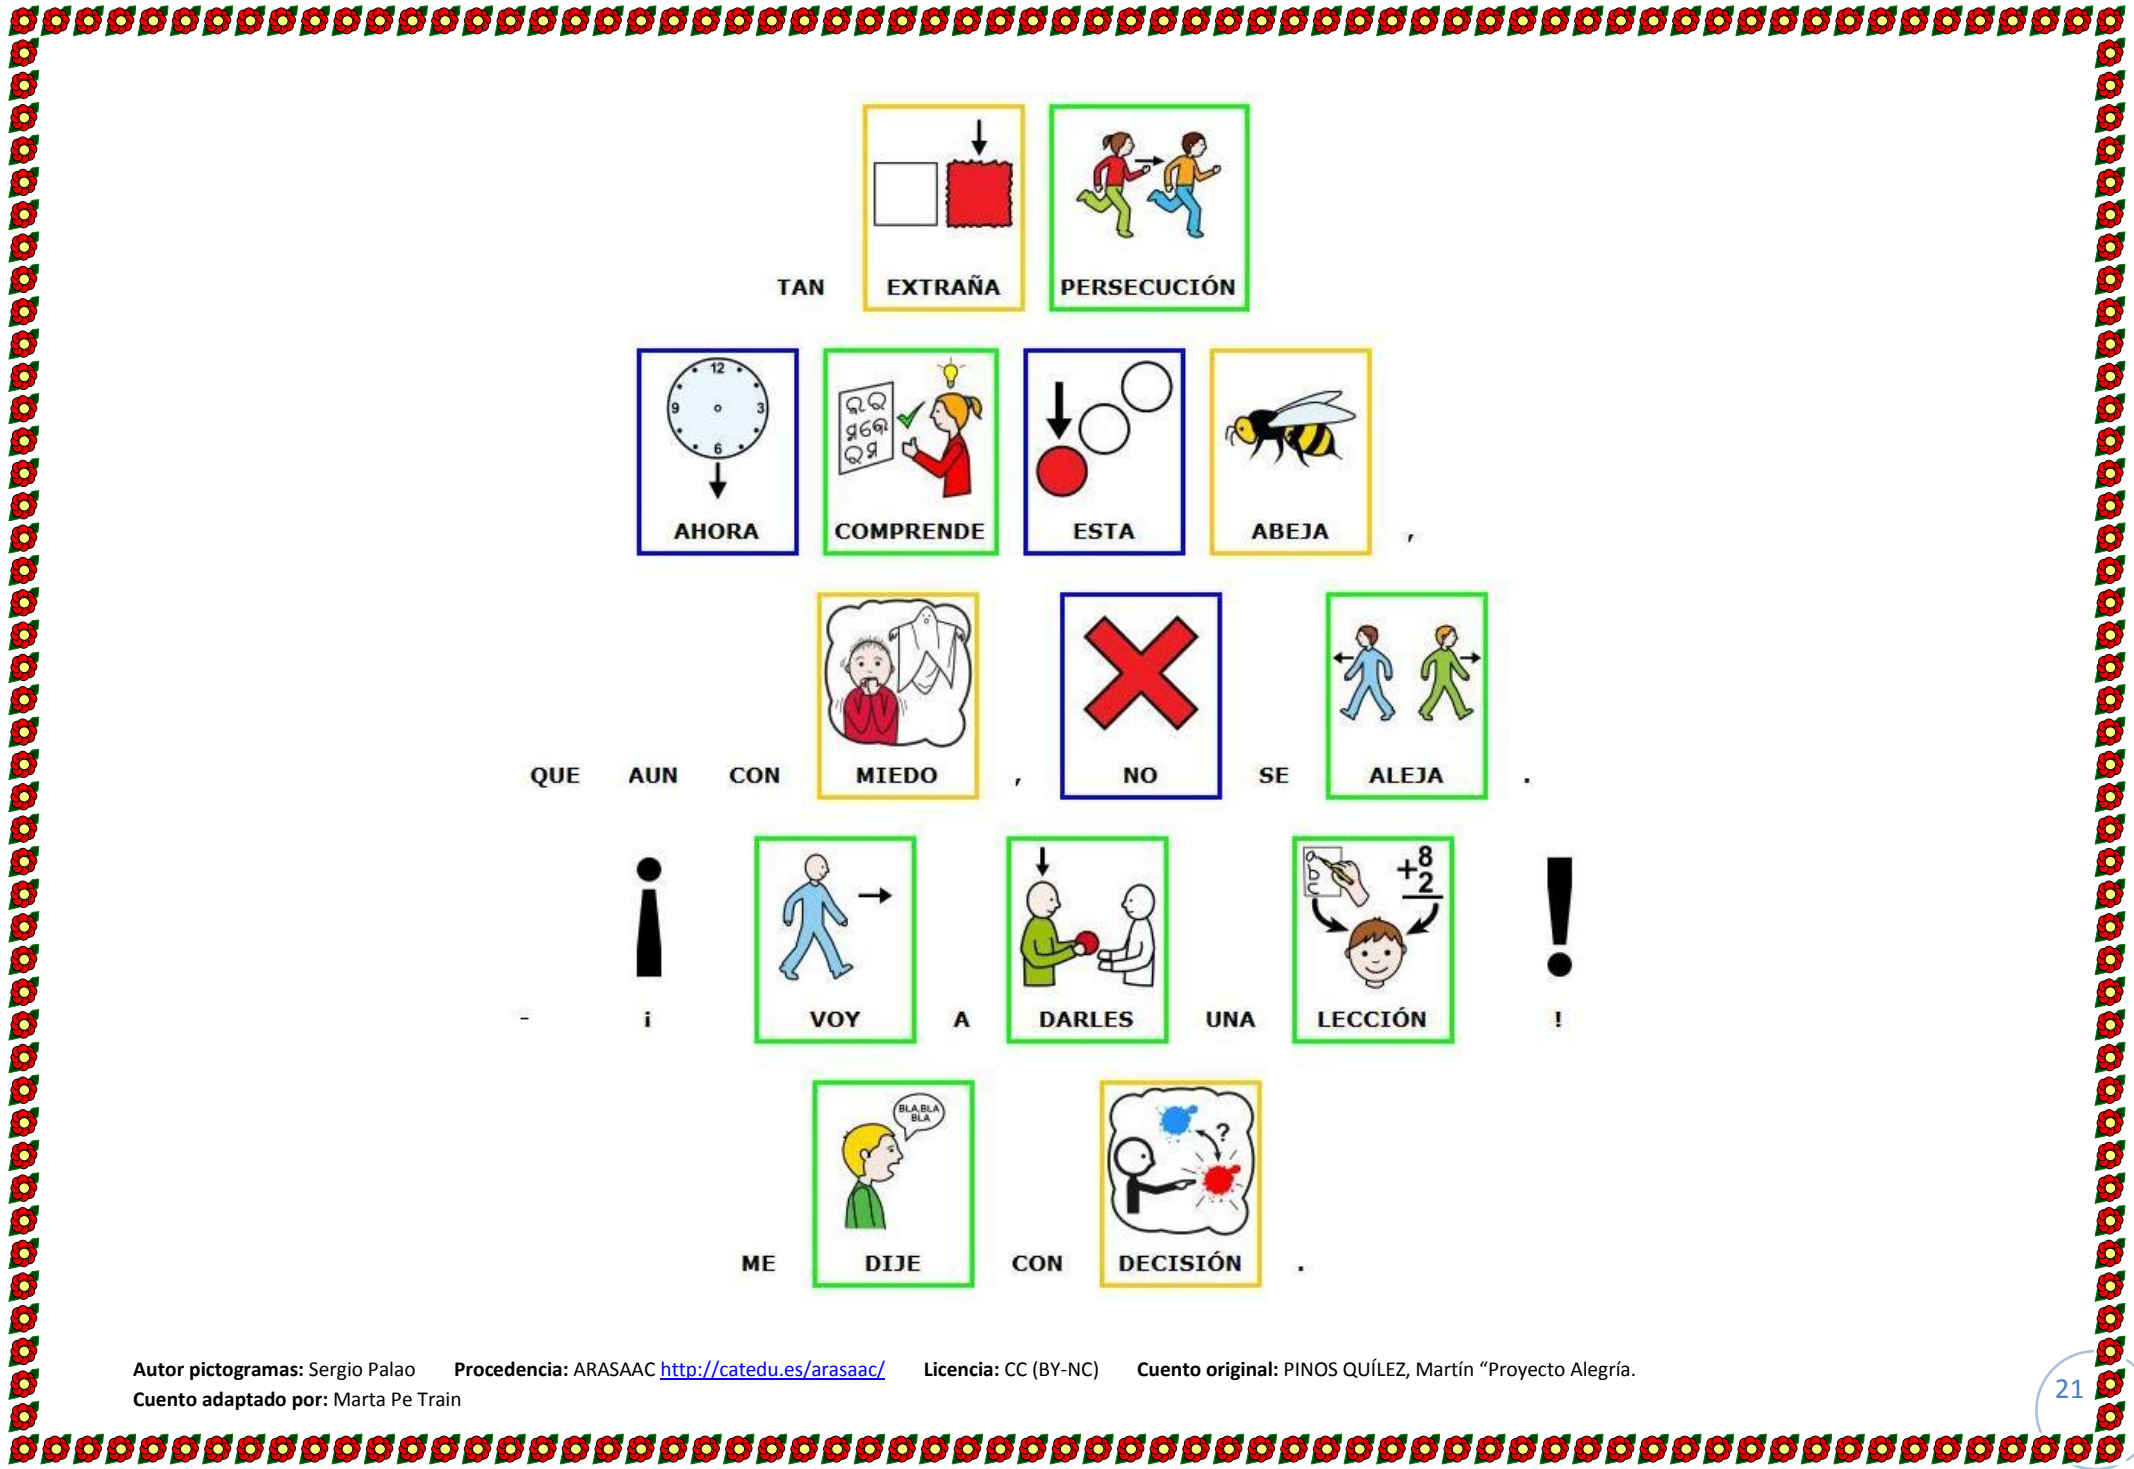 TAN EXTRAÑA PERSECUCIÓN
12
9 3
6
AHORA COMPRENDE ESTA ABEJA ,
QUE AUN CON MIEDO , NO SE ALEJA .
+8
2
- ¡ VOY A DARLES UNA LECCIÓN !
BLA,BLA
BLA
?
ME DIJE CON DECISIÓN .
Autor pictogramas: Sergio Palao Procedencia: ARASAAC http://catedu.es/arasaac/ Licencia: CC (BY-NC) Cuento original: PINOS QUÍLEZ, Martín “Proyecto Alegría.
Cuento adaptado por: Marta Pe Train
21